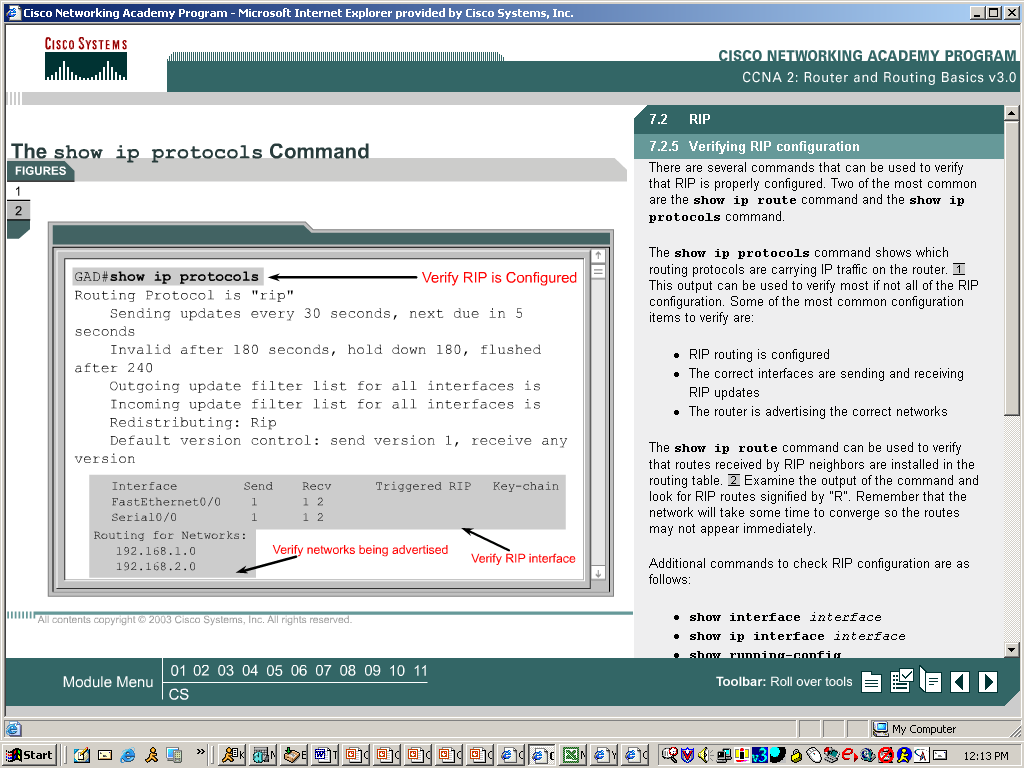 Cisco Networking Academy Program - Microsoft Internet Explorer provided by Cisco Systems, Inc.
CISCO SYSTEMS
CISCO NETWORKING ACADEMY PROGRAM
CCNA 2: Router and Routing Basics v3.0
The show ip protocols Command
FIGURES
1
2
GAD#show ip protocols
Verify RIP is Configured
Routing Protocol is "rip"
Sending updates every 30 seconds, next due in 5
seconds
Invalid after 180 seconds, hold down 180, flushed
after 240
Outgoing update filter list for all interfaces is
Incoming update filter list for all interfaces is
Redistributing: Rip
Default version control: send version 1, receive any
version
Interface Send Recv Triggered RIP Key-chain
FastEthernet0/0 1 1 2
Serial0/0 1 1 2
Routing for Networks:
192.168.1.0
192.168.2.0
Verify networks being advertised
Verify RIP interface
All contents copyright © 2003 Cisco Systems, Inc. All rights reserved.
7.2 RIP
7.2.5 Verifying RIP configuration
There are several commands that can be used to verify
that RIP is properly configured. Two of the most common
are the show ip route command and the show ip
protocols command.
The show ip protocols command shows which
routing protocols are carrying IP traffic on the router. 1
This output can be used to verify most if not all of the RIP
configuration. Some of the most common configuration
items to verify are:
• RIP routing is configured
• The correct interfaces are sending and receiving
RIP updates
• The router is advertising the correct networks
The show ip route command can be used to verify
that routes received by RIP neighbors are installed in the
routing table. 2 Examine the output of the command and
look for RIP routes signified by "R". Remember that the
network will take some time to converge so the routes
may not appear immediately.
Additional commands to check RIP configuration are as
follows:
• show interface interface
• show ip interface interface
• show running-config
Module Menu
01 02 03 04 05 06 07 08 09 10 11
CS
Toolbar: Roll over tools
My Computer
Start
12:13 PM